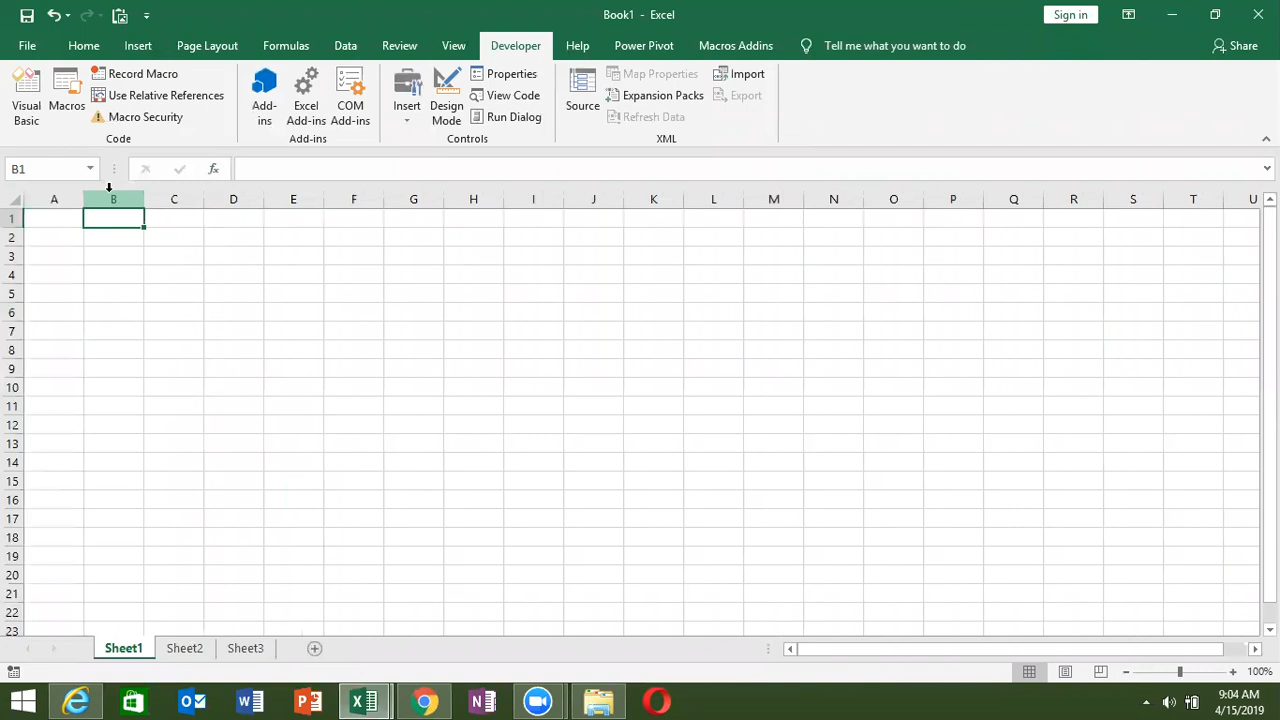 Book1 - Excel
Sign in
File Home Insert Page Layout Formulas Data Review View Developer Help Power Pivot Macros Addins Tell me what you want to do Share
Visual Basic
Macros
Record Macro
Use Relative References
Macro Security
Code
Add-ins
Excel Add-ins
COM Add-ins
Add-ins
Insert
Design Mode
Properties
View Code
Run Dialog
Controls
Source
Map Properties
Expansion Packs
Refresh Data
Import
Export
XML
B1
fx
A B C D E F G H I J K L M N O P Q R S T U
1
2
3
4
5
6
7
8
9
10
11
12
13
14
15
16
17
18
19
20
21
22
23
Sheet1 Sheet2 Sheet3
100%
9:04 AM
4/15/2019